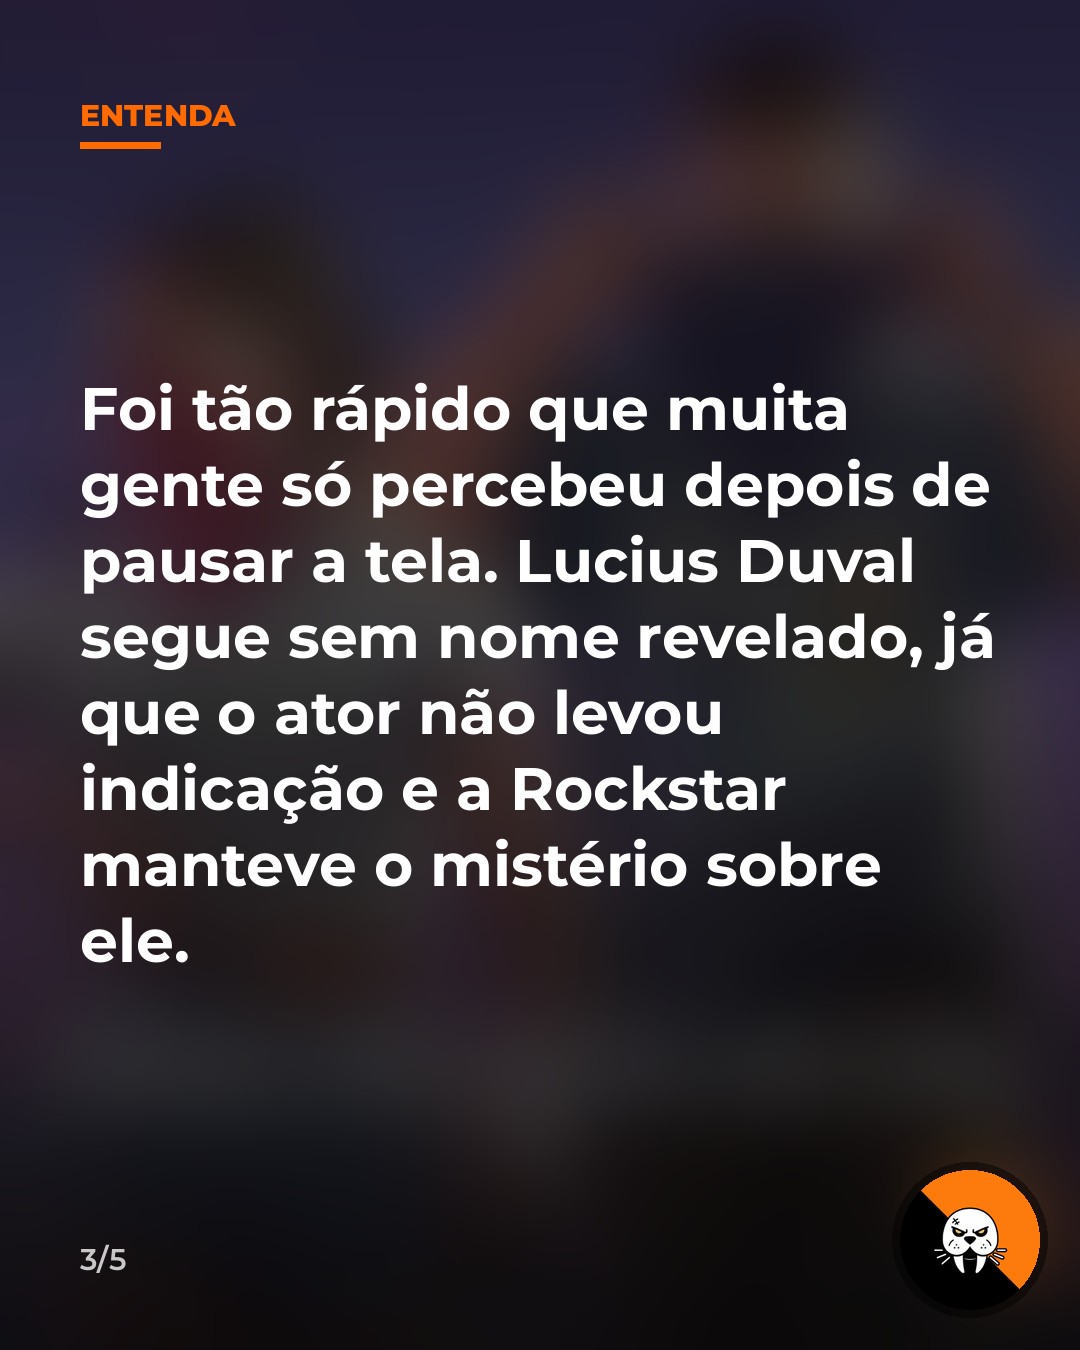 ENTENDA
Foi tão rápido que muita
gente só percebeu depois de
pausar a tela. Lucius Duval
segue sem nome revelado, já
que o ator não levou
indicação e a Rockstar
manteve o mistério sobre
ele.
3/5